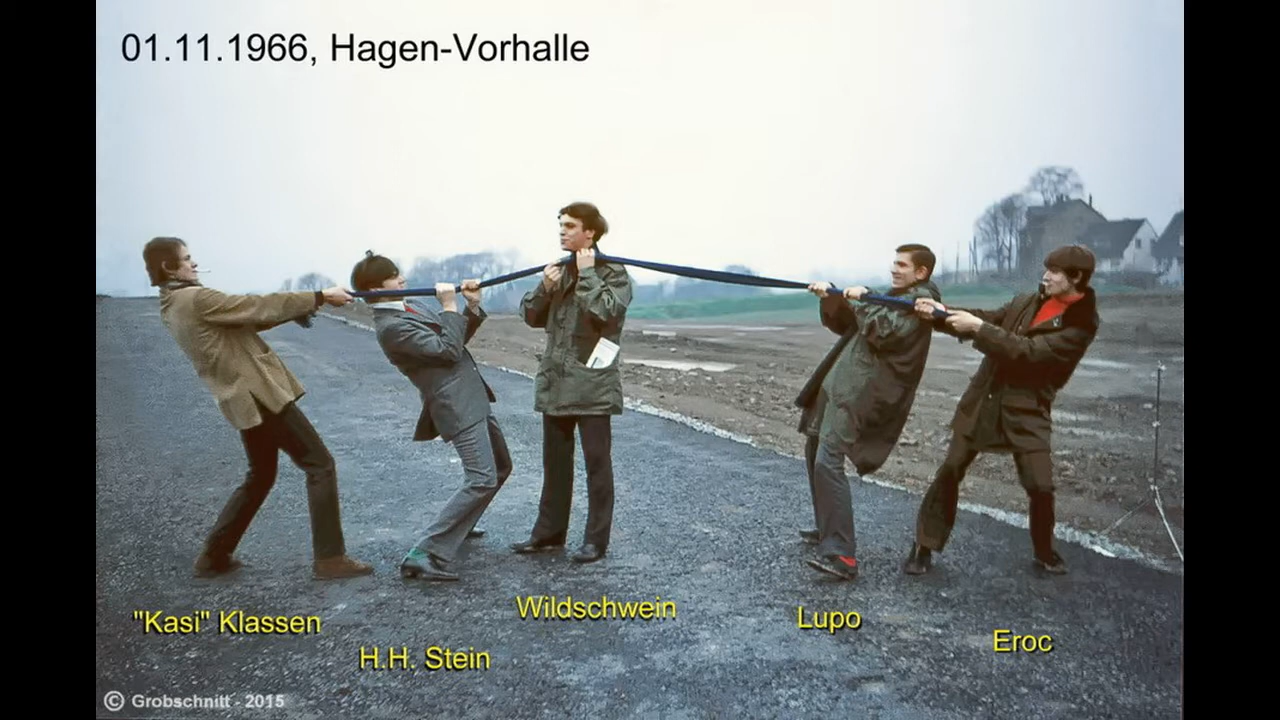 01.11.1966, Hagen-Vorhalle
"Kasi" Klassen
H.H. Stein
Wildschwein
Lupo
Eroc
© Grobschnitt - 2015